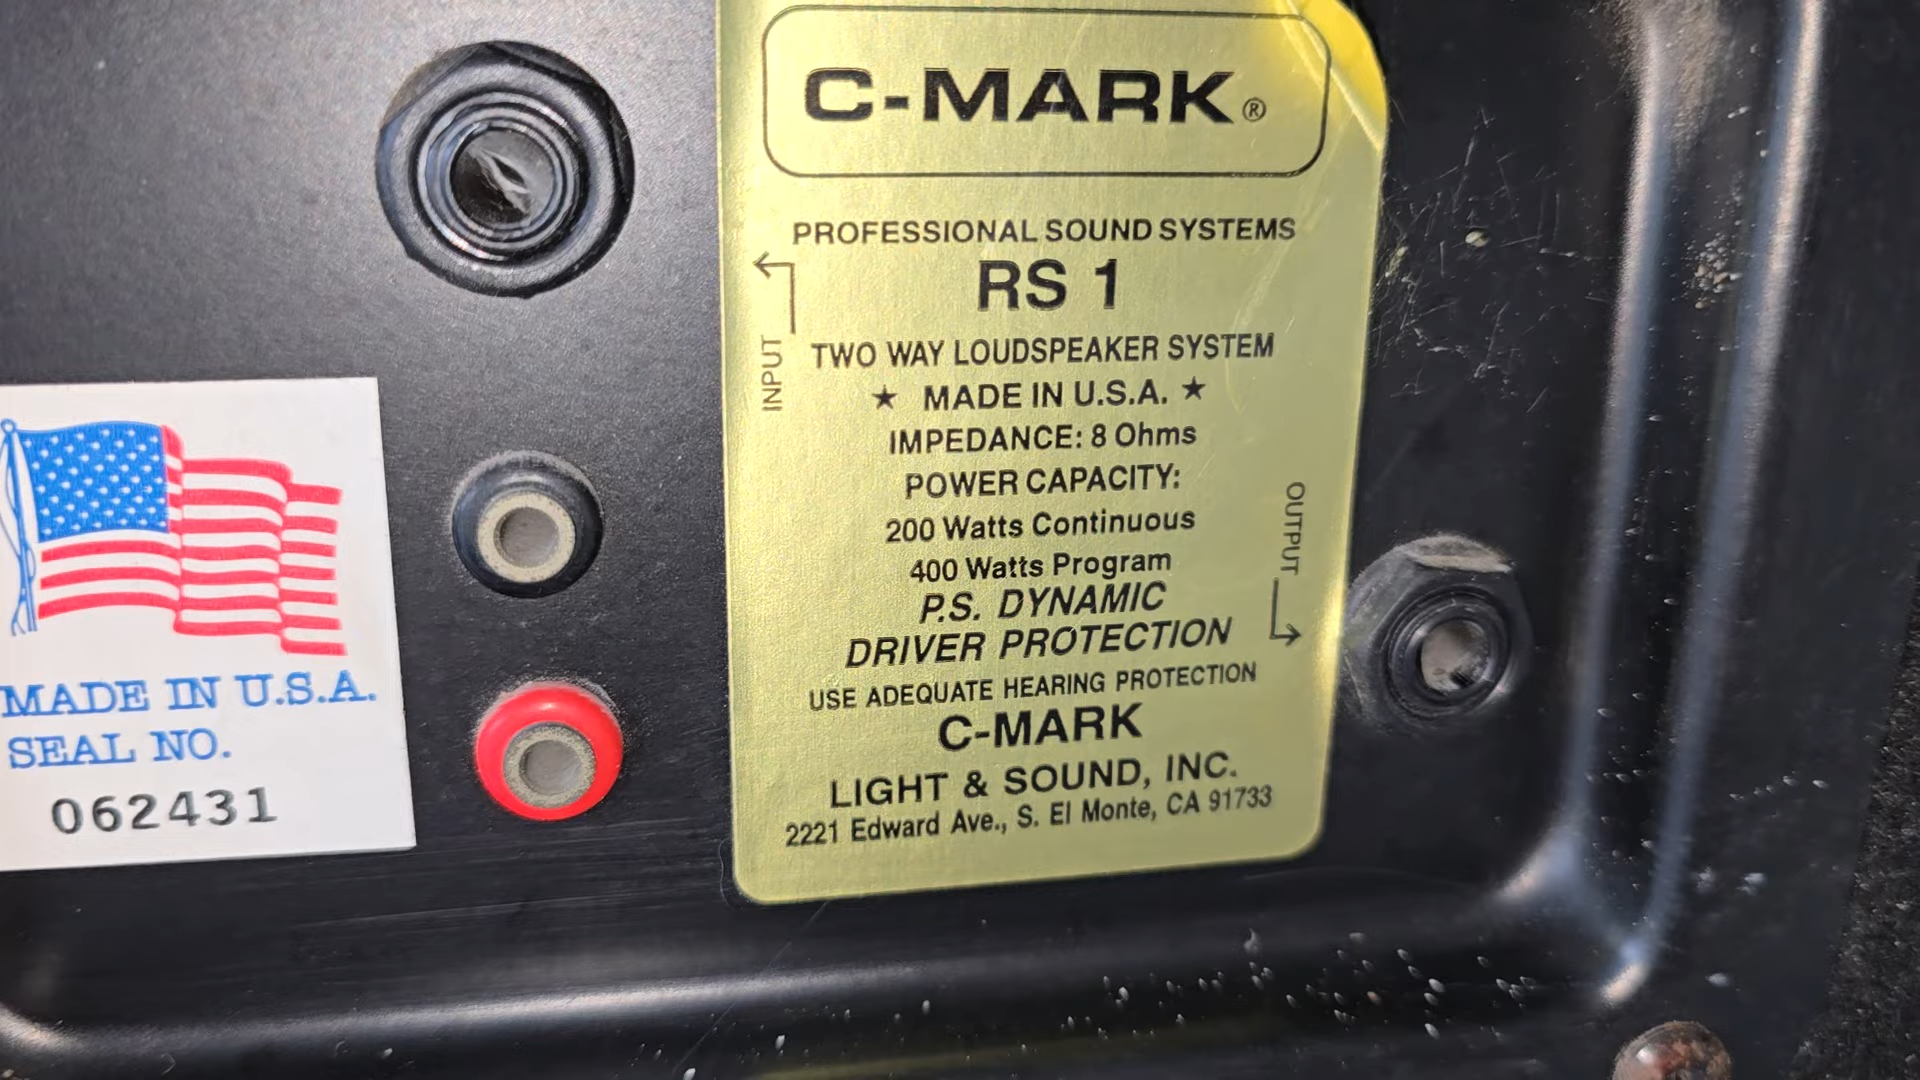 C-MARK®
PROFESSIONAL SOUND SYSTEMS
RS 1
INPUT
TWO WAY LOUDSPEAKER SYSTEM
★ MADE IN U.S.A. ★
IMPEDANCE: 8 Ohms
POWER CAPACITY:
200 Watts Continuous
400 Watts Program
OUTPUT
P.S. DYNAMIC
DRIVER PROTECTION
USE ADEQUATE HEARING PROTECTION
C-MARK
LIGHT & SOUND, INC.
2221 Edward Ave., S. El Monte, CA 91733
MADE IN U.S.A.
SEAL NO.
062431